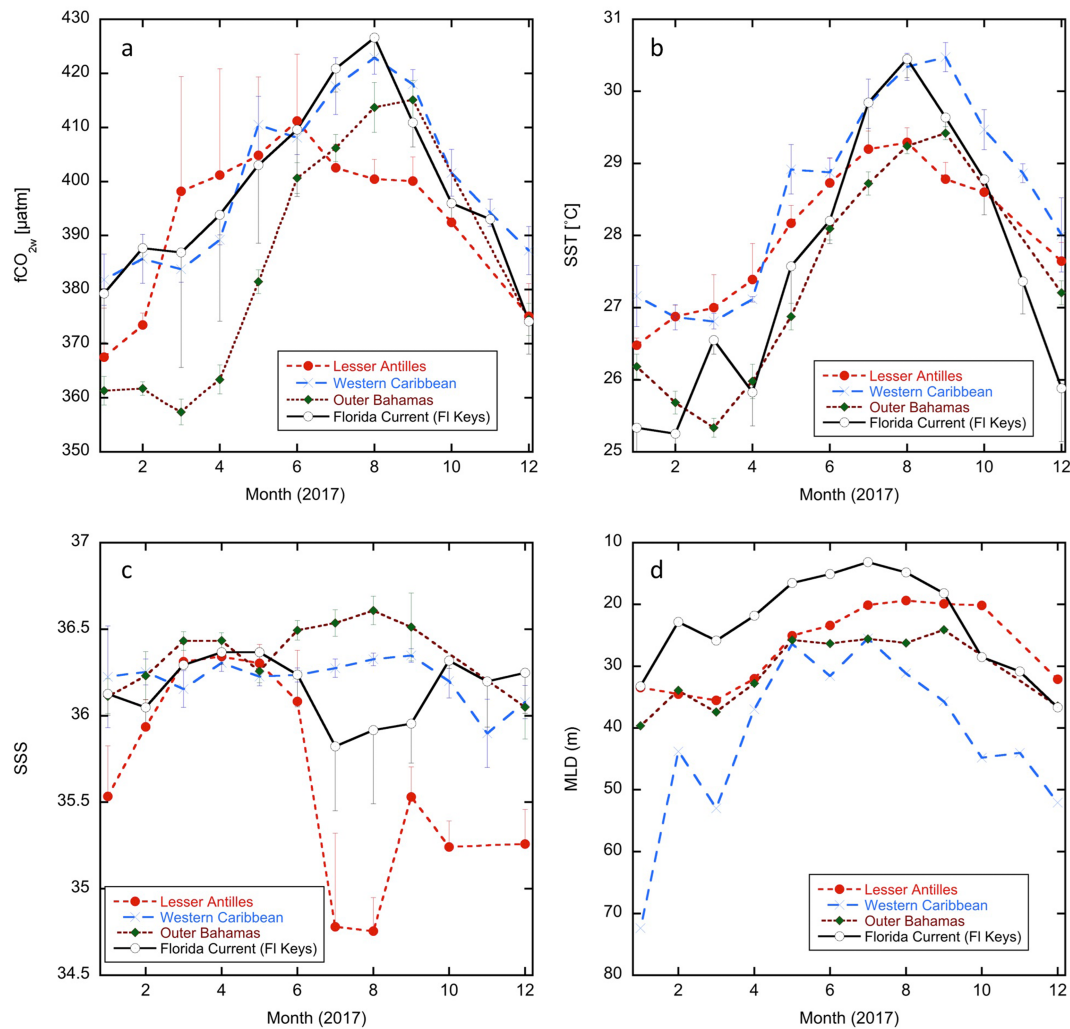 a
430
420
410
400
390
380
370
360
350
fCO2w [µatm]
Lesser Antilles
Western Caribbean
Outer Bahamas
Florida Current (Fl Keys)
2 4 6 8 10 12
Month (2017)
b
31
30
29
28
27
26
25
SST [˚C]
Lesser Antilles
Western Caribbean
Outer Bahamas
Florida Current (Fl Keys)
2 4 6 8 10 12
Month (2017)
c
37
36.5
36
35.5
35
34.5
SSS
Lesser Antilles
Western Caribbean
Outer Bahamas
Florida Current (Fl Keys)
2 4 6 8 10 12
Month (2017)
d
10
20
30
40
50
60
70
80
MLD (m)
Lesser Antilles
Western Caribbean
Outer Bahamas
Florida Current (Fl Keys)
2 4 6 8 10 12
Month (2017)